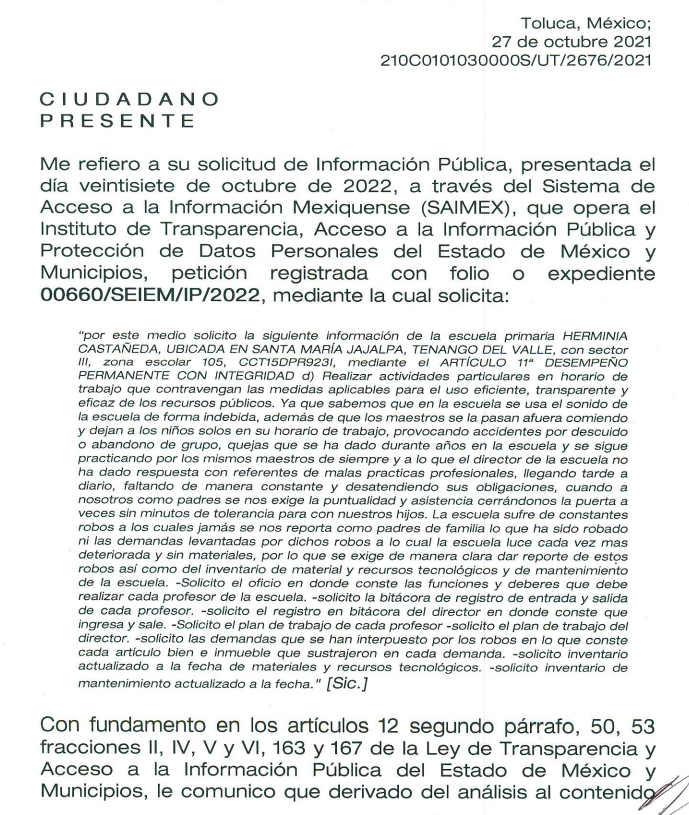 Toluca, México;
27 de octubre 2021
210C0101030000S/UT/2676/2021
CIUDADANO
PRESENTE
Me refiero a su solicitud de Información Pública, presentada el
día veintisiete de octubre de 2022, a través del Sistema de
Acceso a la Información Mexiquense (SAIMEX), que opera el
Instituto de Transparencia, Acceso a la Información Pública y
Protección de Datos Personales del Estado de México y
Municipios, petición registrada con folio o expediente
00660/SEIEM/IP/2022, mediante la cual solicita:
"por este medio solicito la siguiente información de la escuela primaria HERMINIA
CASTAÑEDA, UBICADA EN SANTA MARÍA JAJALPA, TENANGO DEL VALLE, con sector
III, zona escolar 105, CCT15DPR923I, mediante el ARTÍCULO 11ª DESEMPEÑO
PERMANENTE CON INTEGRIDAD d) Realizar actividades particulares en horario de
trabajo que contravengan las medidas aplicables para el uso eficiente, transparente y
eficaz de los recursos públicos. Ya que sabemos que en la escuela se usa el sonido de
la escuela de forma indebida, además de que los maestros se la pasan afuera comiendo
y dejan a los niños solos en su horario de trabajo, provocando accidentes por descuido
o abandono de grupo, quejas que se ha dado durante años en la escuela y se sigue
practicando por los mismos maestros de siempre y a lo que el director de la escuela no
ha dado respuesta con referentes de malas practicas profesionales, llegando tarde a
diario, faltando de manera constante y desatendiendo sus obligaciones, cuando a
nosotros como padres se nos exige la puntualidad y asistencia cerrándonos la puerta a
veces sin minutos de tolerancia para con nuestros hijos. La escuela sufre de constantes
robos a los cuales jamás se nos reporta como padres de familia lo que ha sido robado
ni las demandas levantadas por dichos robos a lo cual la escuela luce cada vez mas
deteriorada y sin materiales, por lo que se exige de manera clara dar reporte de estos
robos así como del inventario de material y recursos tecnológicos y de mantenimiento
de la escuela. -Solicito el oficio en donde conste las funciones y deberes que debe
realizar cada profesor de la escuela. -solicito la bitácora de registro de entrada y salida
de cada profesor. -solicito el registro en bitácora del director en donde conste que
ingresa y sale. -Solicito el plan de trabajo de cada profesor -solicito el plan de trabajo del
director. -solicito las demandas que se han interpuesto por los robos en lo que conste
cada artículo bien e inmueble que sustrajeron en cada demanda. -solicito inventario
actualizado a la fecha de materiales y recursos tecnológicos. -solicito inventario de
mantenimiento actualizado a la fecha." [Sic.]
Con fundamento en los artículos 12 segundo párrafo, 50, 53
fracciones II, IV, V y VI, 163 y 167 de la Ley de Transparencia y
Acceso a la Información Pública del Estado de México y
Municipios, le comunico que derivado del análisis al contenido